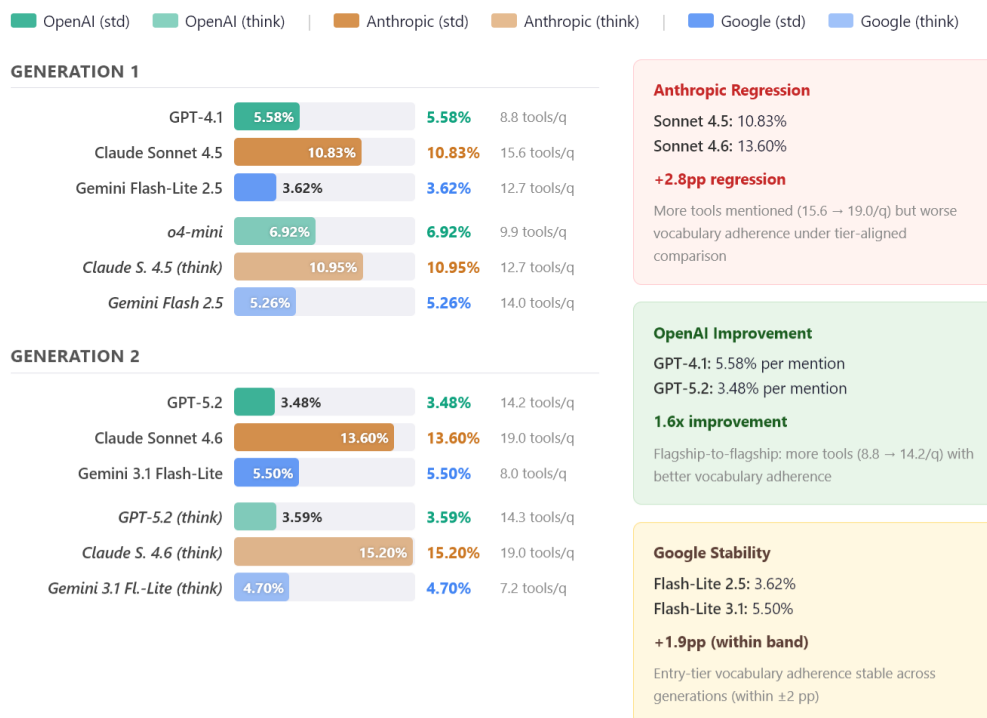 OpenAI (std) OpenAI (think) | Anthropic (std) Anthropic (think) | Google (std) Google (think)
GENERATION 1
GPT-4.1 5.58% 5.58% 8.8 tools/q
Claude Sonnet 4.5 10.83% 10.83% 15.6 tools/q
Gemini Flash-Lite 2.5 3.62% 3.62% 12.7 tools/q
o4-mini 6.92% 6.92% 9.9 tools/q
Claude S. 4.5 (think) 10.95% 10.95% 12.7 tools/q
Gemini Flash 2.5 5.26% 5.26% 14.0 tools/q
GENERATION 2
GPT-5.2 3.48% 3.48% 14.2 tools/q
Claude Sonnet 4.6 13.60% 13.60% 19.0 tools/q
Gemini 3.1 Flash-Lite 5.50% 5.50% 8.0 tools/q
GPT-5.2 (think) 3.59% 3.59% 14.3 tools/q
Claude S. 4.6 (think) 15.20% 15.20% 19.0 tools/q
Gemini 3.1 Fl.-Lite (think) 4.70% 4.70% 7.2 tools/q
Anthropic Regression
Sonnet 4.5: 10.83%
Sonnet 4.6: 13.60%
+2.8pp regression
More tools mentioned (15.6 → 19.0/q) but worse
vocabulary adherence under tier-aligned
comparison
OpenAI Improvement
GPT-4.1: 5.58% per mention
GPT-5.2: 3.48% per mention
1.6x improvement
Flagship-to-flagship: more tools (8.8 → 14.2/q) with
better vocabulary adherence
Google Stability
Flash-Lite 2.5: 3.62%
Flash-Lite 3.1: 5.50%
+1.9pp (within band)
Entry-tier vocabulary adherence stable across
generations (within ±2 pp)